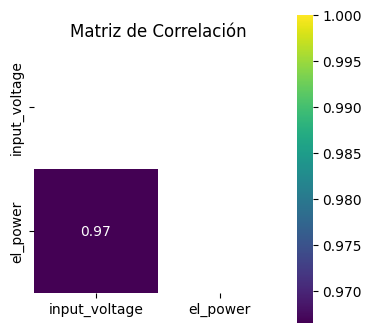 Matriz de Correlación
input_voltage
el_power
0.97
input_voltage
el_power
1.000
0.995
0.990
0.985
0.980
0.975
0.970